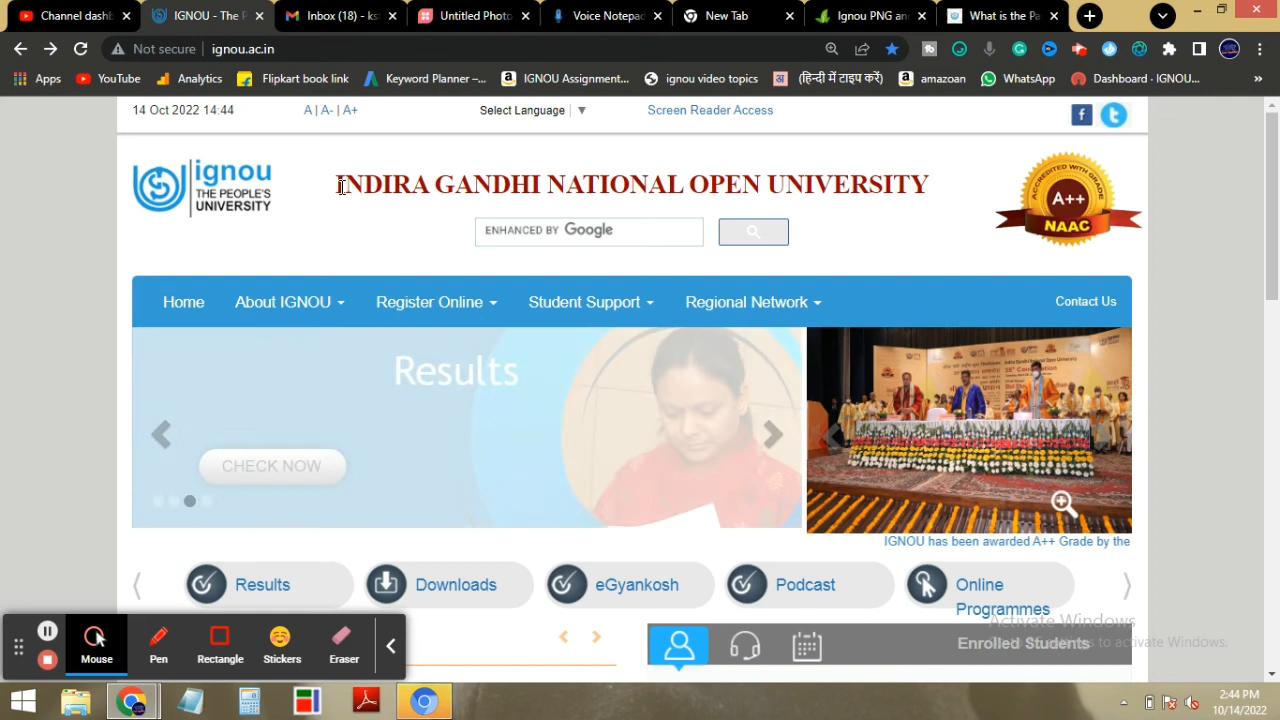 Channel dashb
IGNOU - The P
Inbox (18) - kst
Untitled Photo
Voice Notepad
New Tab
Ignou PNG an
What is the Pa
Not secure
ignou.ac.in
Apps
YouTube
Analytics
Flipkart book link
Keyword Planner –...
IGNOU Assignment...
ignou video topics
(हिन्दी में टाइप करें)
amazoan
WhatsApp
Dashboard - IGNOU...
14 Oct 2022 14:44
A | A- | A+
Select Language ▼
Screen Reader Access
ignou
THE PEOPLE'S
UNIVERSITY
INDIRA GANDHI NATIONAL OPEN UNIVERSITY
ENHANCED BY Google
ACCREDITED WITH GRADE
A++
NAAC
Home
About IGNOU
Register Online
Student Support
Regional Network
Contact Us
Results
CHECK NOW
IGNOU has been awarded A++ Grade by the
Results
Downloads
eGyankosh
Podcast
Online
Programmes
Activate Windows
Enrolled Students
Mouse
Pen
Rectangle
Stickers
Eraser
2:44 PM
10/14/2022